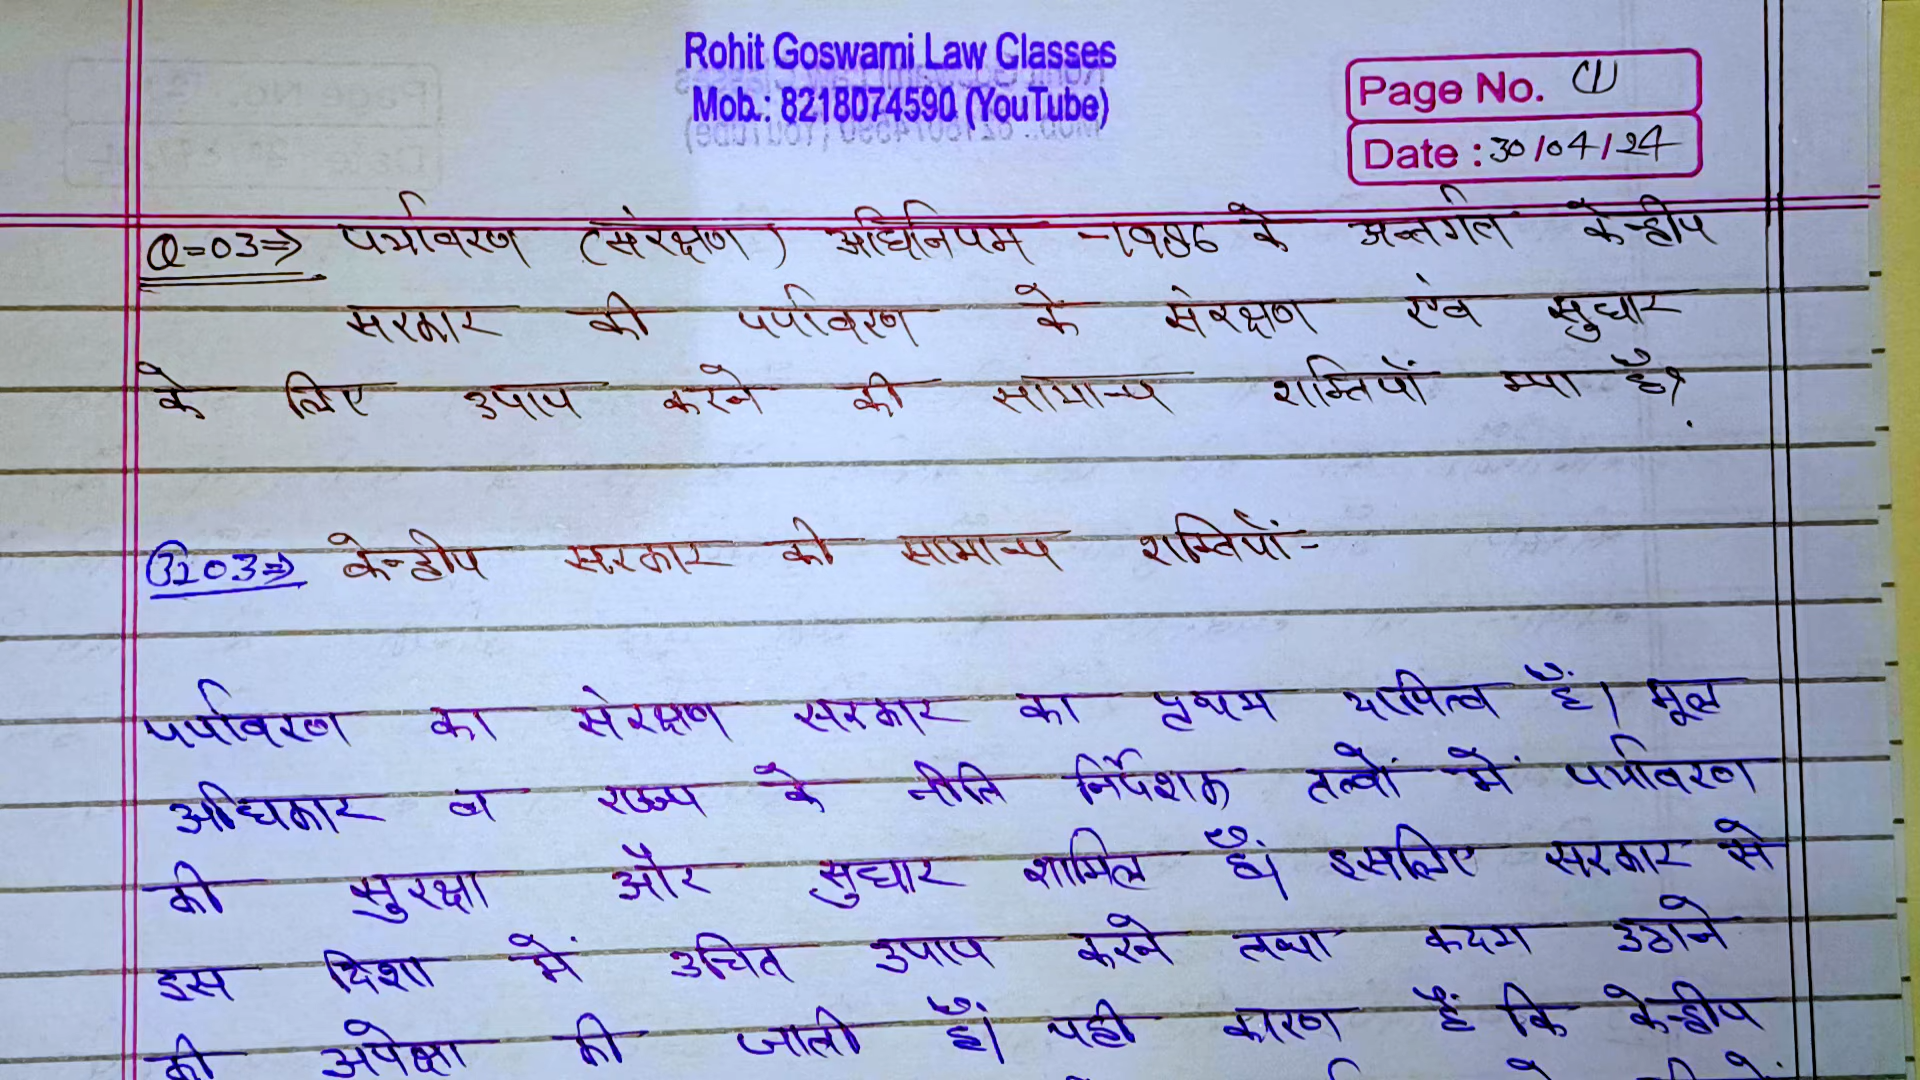 Rohit Goswami Law Classes
Mob.: 8218074590 (YouTube)
Page No. (1)
Date : 30/04/24
Q=03⇒ पर्यावरण (संरक्षण) अधिनियम -1986 के अन्तर्गत केन्द्रीय
सरकार की पर्यावरण के संरक्षण एंव सुधार
के लिए उपाय करने की सामान्य शक्तियाँ क्या है?
उ०3⇒ केन्द्रीय सरकार की सामान्य शक्तियाँ-
पर्यावरण का संरक्षण सरकार का प्रथम दायित्व हैं। मूल
अधिकार व राज्य के नीति निर्देशक तत्वों में पर्यावरण
की सुरक्षा और सुधार शामिल है। इसलिए सरकार से
इस दिशा में उचित उपाय करने तथा कदम उठाने
की अपेक्षा की जाती है। यही कारण हैं कि केन्द्रीय